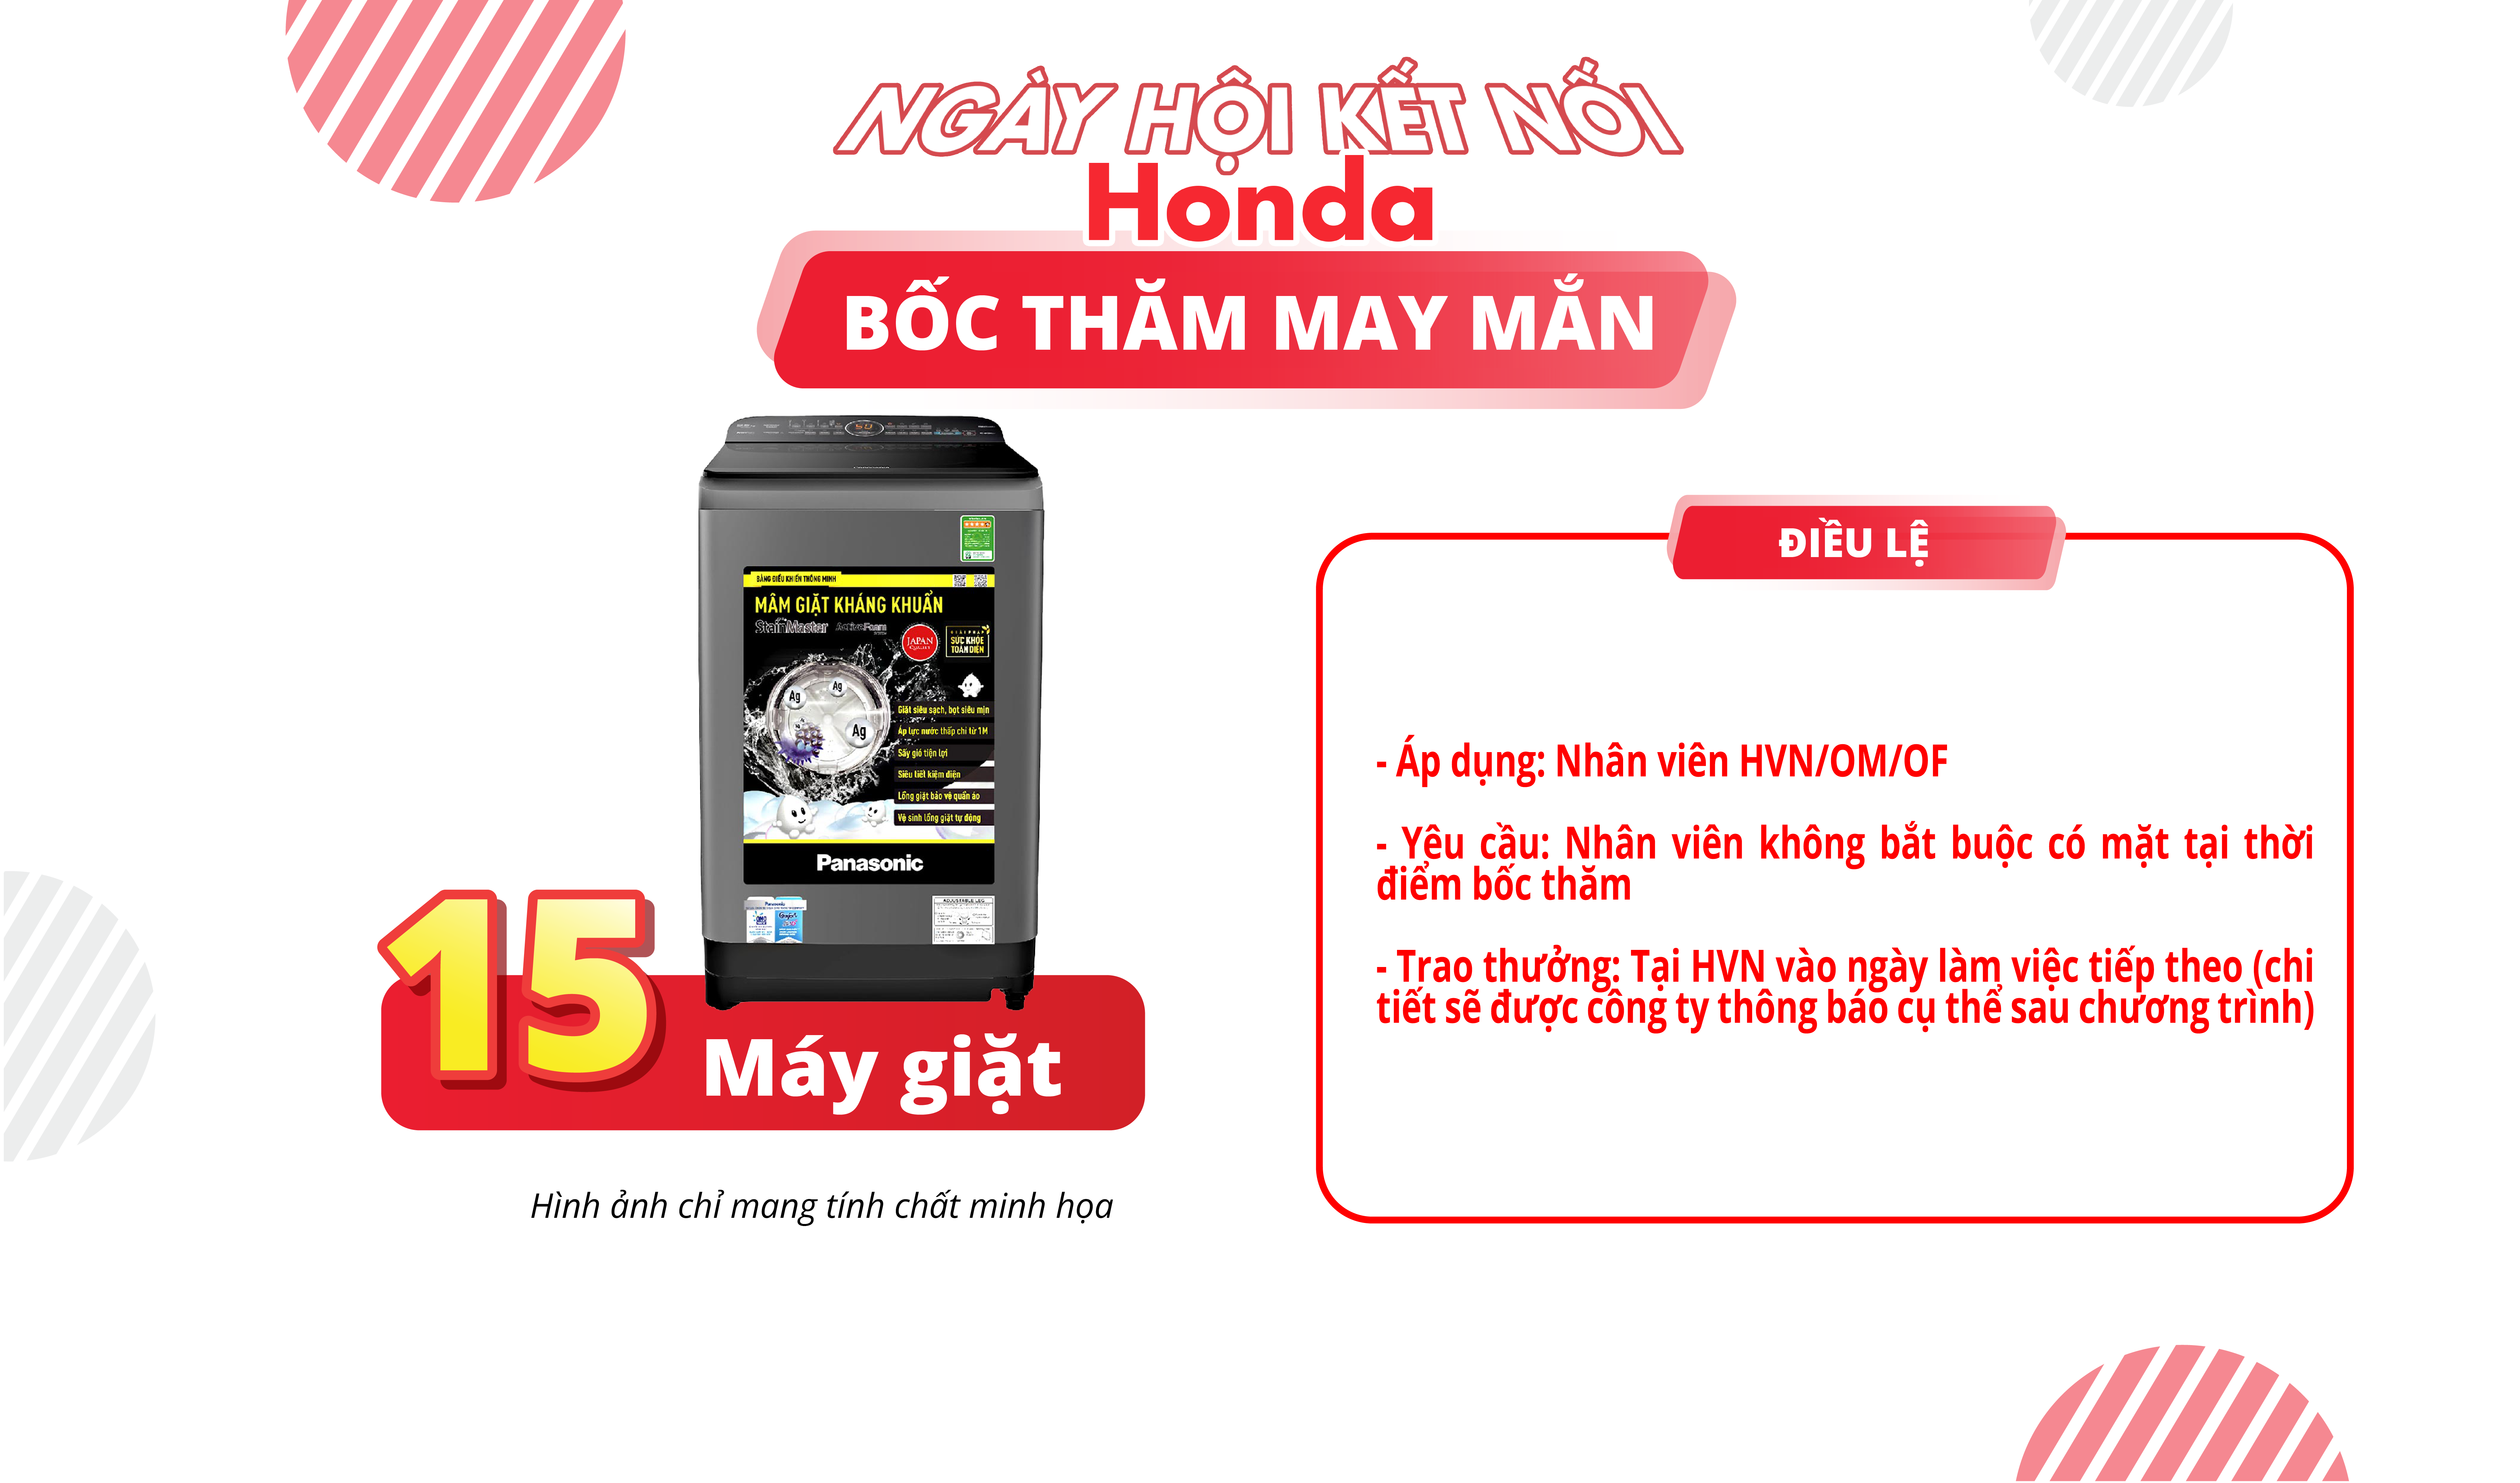 NGÀY HỘI KẾT NỐI
Honda
BỐC THĂM MAY MẮN
50
BẢNG ĐIỀU KHIỂN THÔNG MINH
MÂM GIẶT KHÁNG KHUẨN
StainMaster ActiveFoam
JAPAN
QUALITY
GIẢI PHÁP
SỨC KHỎE
TOÀN DIỆN
Ag
Ag
Ag
Giặt siêu sạch, bọt siêu mịn
Áp lực nước thấp chỉ từ 1M
Sấy gió tiện lợi
Siêu tiết kiệm điện
Lồng giặt bảo vệ quần áo
Vệ sinh lồng giặt tự động
Panasonic
Panasonic
ADJUSTABLE LEG
15
Máy giặt
Hình ảnh chỉ mang tính chất minh họa
ĐIỀU LỆ
- Áp dụng: Nhân viên HVN/OM/OF
- Yêu cầu: Nhân viên không bắt buộc có mặt tại thời
điểm bốc thăm
- Trao thưởng: Tại HVN vào ngày làm việc tiếp theo (chi
tiết sẽ được công ty thông báo cụ thể sau chương trình)